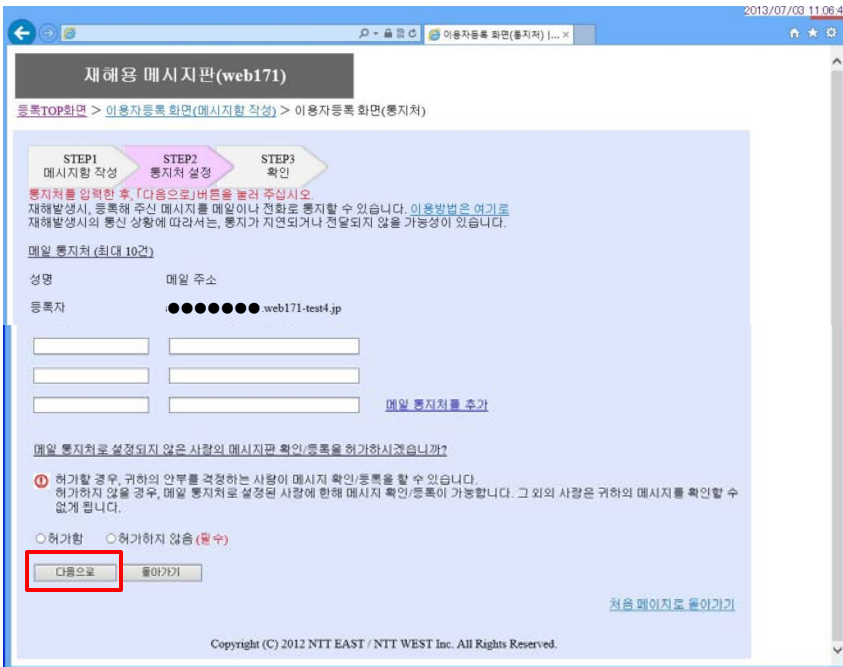 2013/07/03 11:06:4
이용자등록 화면(통지처) |...
재해용 메시지판(web171)
등록TOP화면 > 이용자등록 화면(메시지함 작성) > 이용자등록 화면(통지처)
STEP1 STEP2 STEP3
메시지함 작성 통지처 설정 확인
통지처를 입력한 후,「다음으로」버튼을 눌러 주십시오.
재해발생시, 등록해 주신 메시지를 메일이나 전화로 통지할 수 있습니다. 이용방법은 여기로
재해발생시의 통신 상황에 따라서는, 통지가 지연되거나 전달되지 않을 가능성이 있습니다.
메일 통지처 (최대 10건)
성명 메일 주소
등록자 ●●●●●●●.web171-test4.jp
메일 통지처를 추가
메일 통지처로 설정되지 않은 사람의 메시지판 확인/등록을 허가하시겠습니까?
허가할 경우, 귀하의 안부를 걱정하는 사람이 메시지 확인/등록을 할 수 있습니다.
허가하지 않을 경우, 메일 통지처로 설정된 사람에 한해 메시지 확인/등록이 가능합니다. 그 외의 사람은 귀하의 메시지를 확인할 수
없게 됩니다.
허가함 허가하지 않음 (필수)
다음으로 돌아가기
처음 페이지로 돌아가기
Copyright (C) 2012 NTT EAST / NTT WEST Inc. All Rights Reserved.